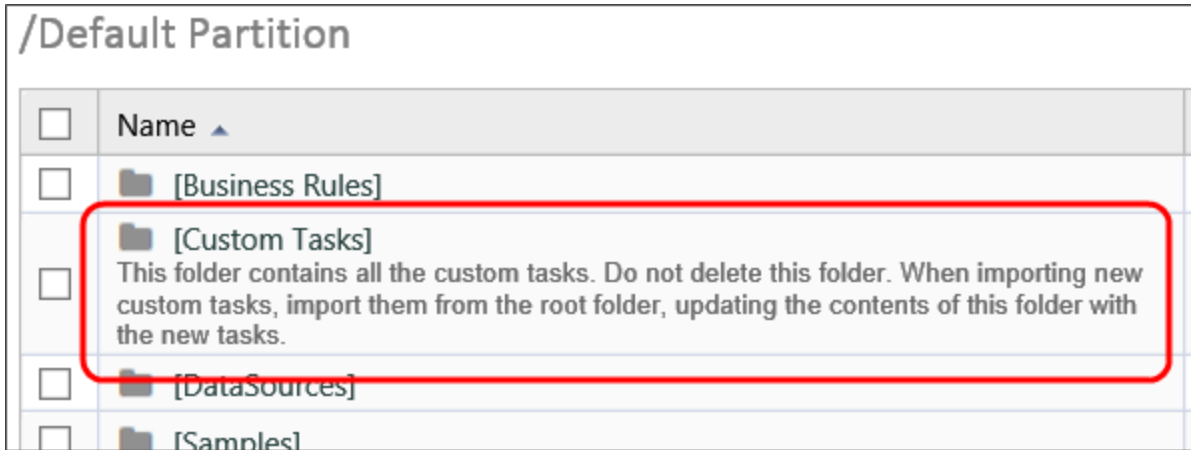 /Default Partition
Name
[Business Rules]
[Custom Tasks]
This folder contains all the custom tasks. Do not delete this folder. When importing new
custom tasks, import them from the root folder, updating the contents of this folder with
the new tasks.
[DataSources]
[Samples]